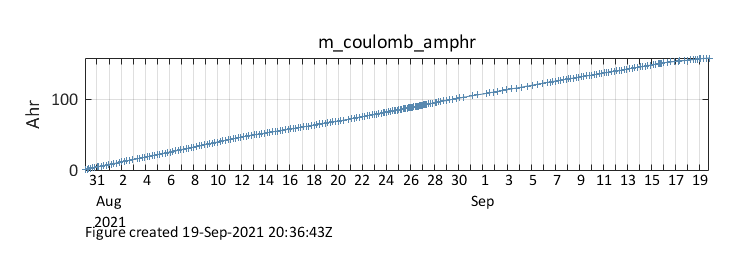 m_coulomb_amphr
Ahr
100
0
31 2 4 6 8 10 12 14 16 18 20 22 24 26 28 30 1 3 5 7 9 11 13 15 17 19
Aug Sep
2021
Figure created 19-Sep-2021 20:36:43Z